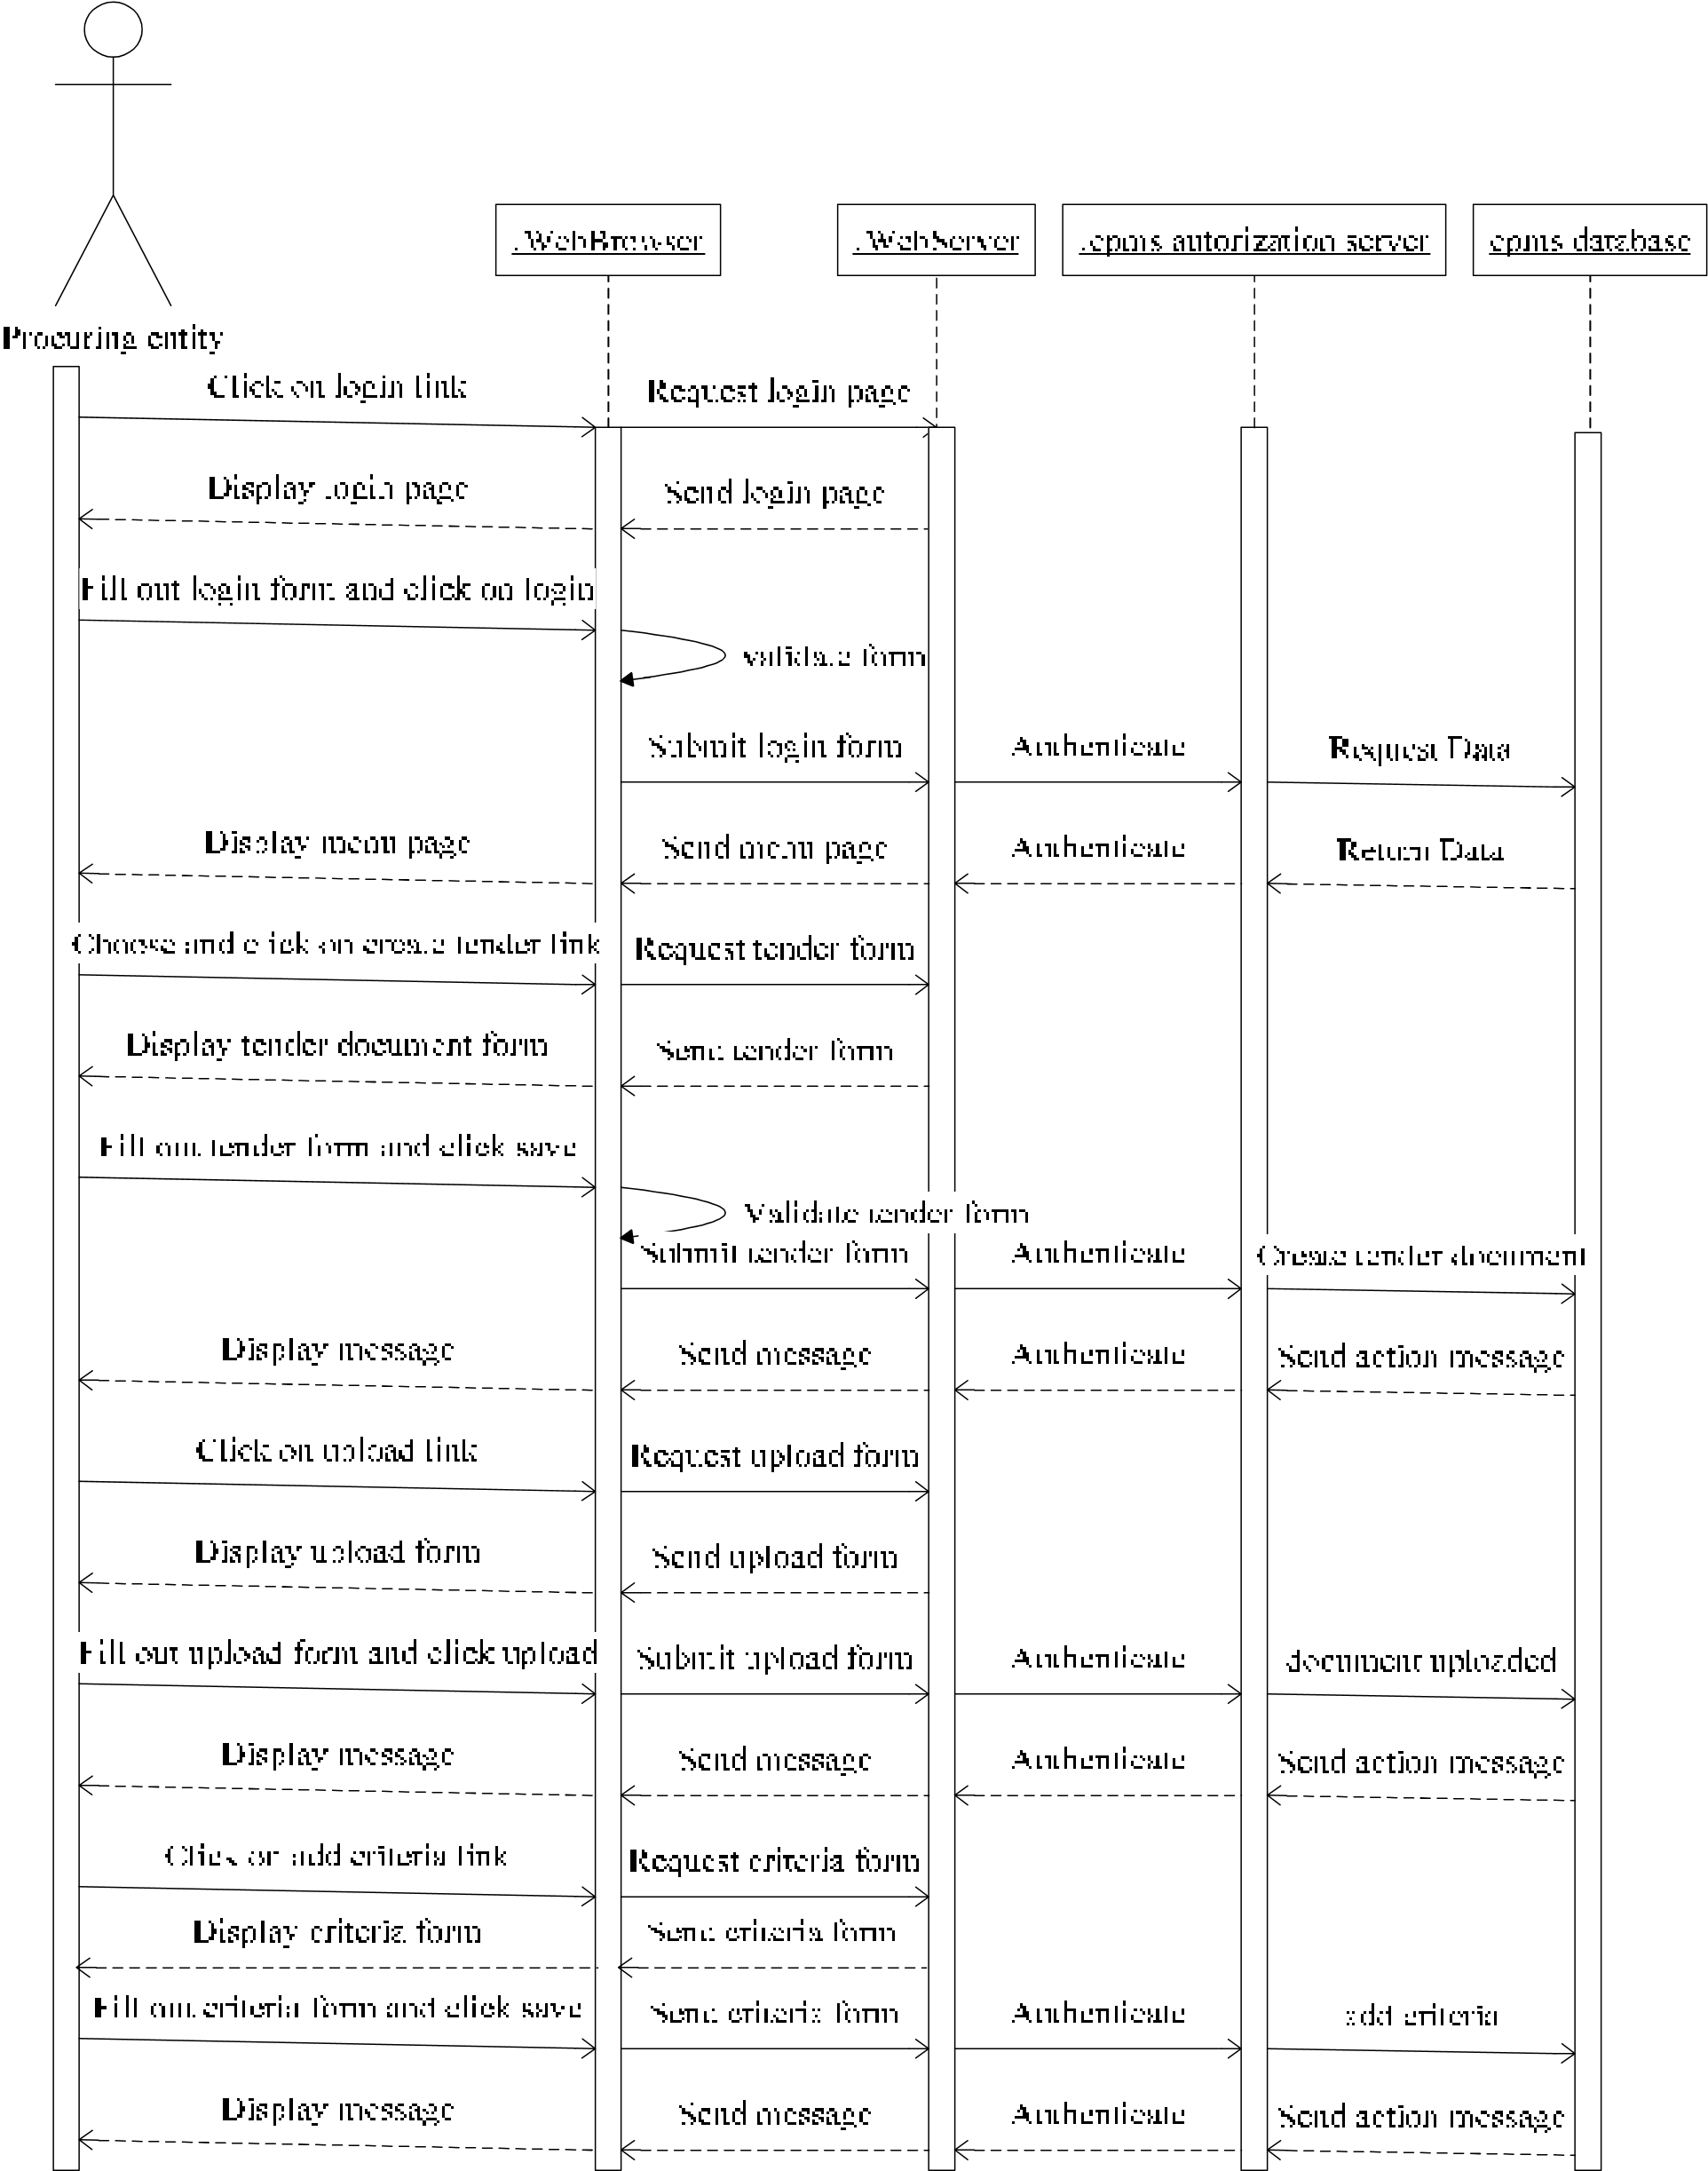 :WebBrowser
:WebServer
:epms autorization server
epms database
Procuring entity
Click on login link
Request login page
Display login page
Send login page
Fill out login form and click on login
validate form
Submit login form
Authenticate
Request Data
Display menu page
Send menu page
Authenticate
Return Data
Choose and click on create tender link
Request tender form
Display tender document form
Send tender form
Fill out tender form and click save
Validate tender form
Submit tender form
Authenticate
Create tender document
Display message
Send message
Authenticate
Send action message
Click on upload link
Request upload form
Display upload form
Send upload form
Fill out upload form and click upload
Submit upload form
Authenticate
document uploaded
Display message
Send message
Authenticate
Send action message
Click on add criteria link
Request criteria form
Display criteria form
Send criteria form
Fill out criteria form and click save
Send criteria form
Authenticate
add criteria
Display message
Send message
Authenticate
Send action message